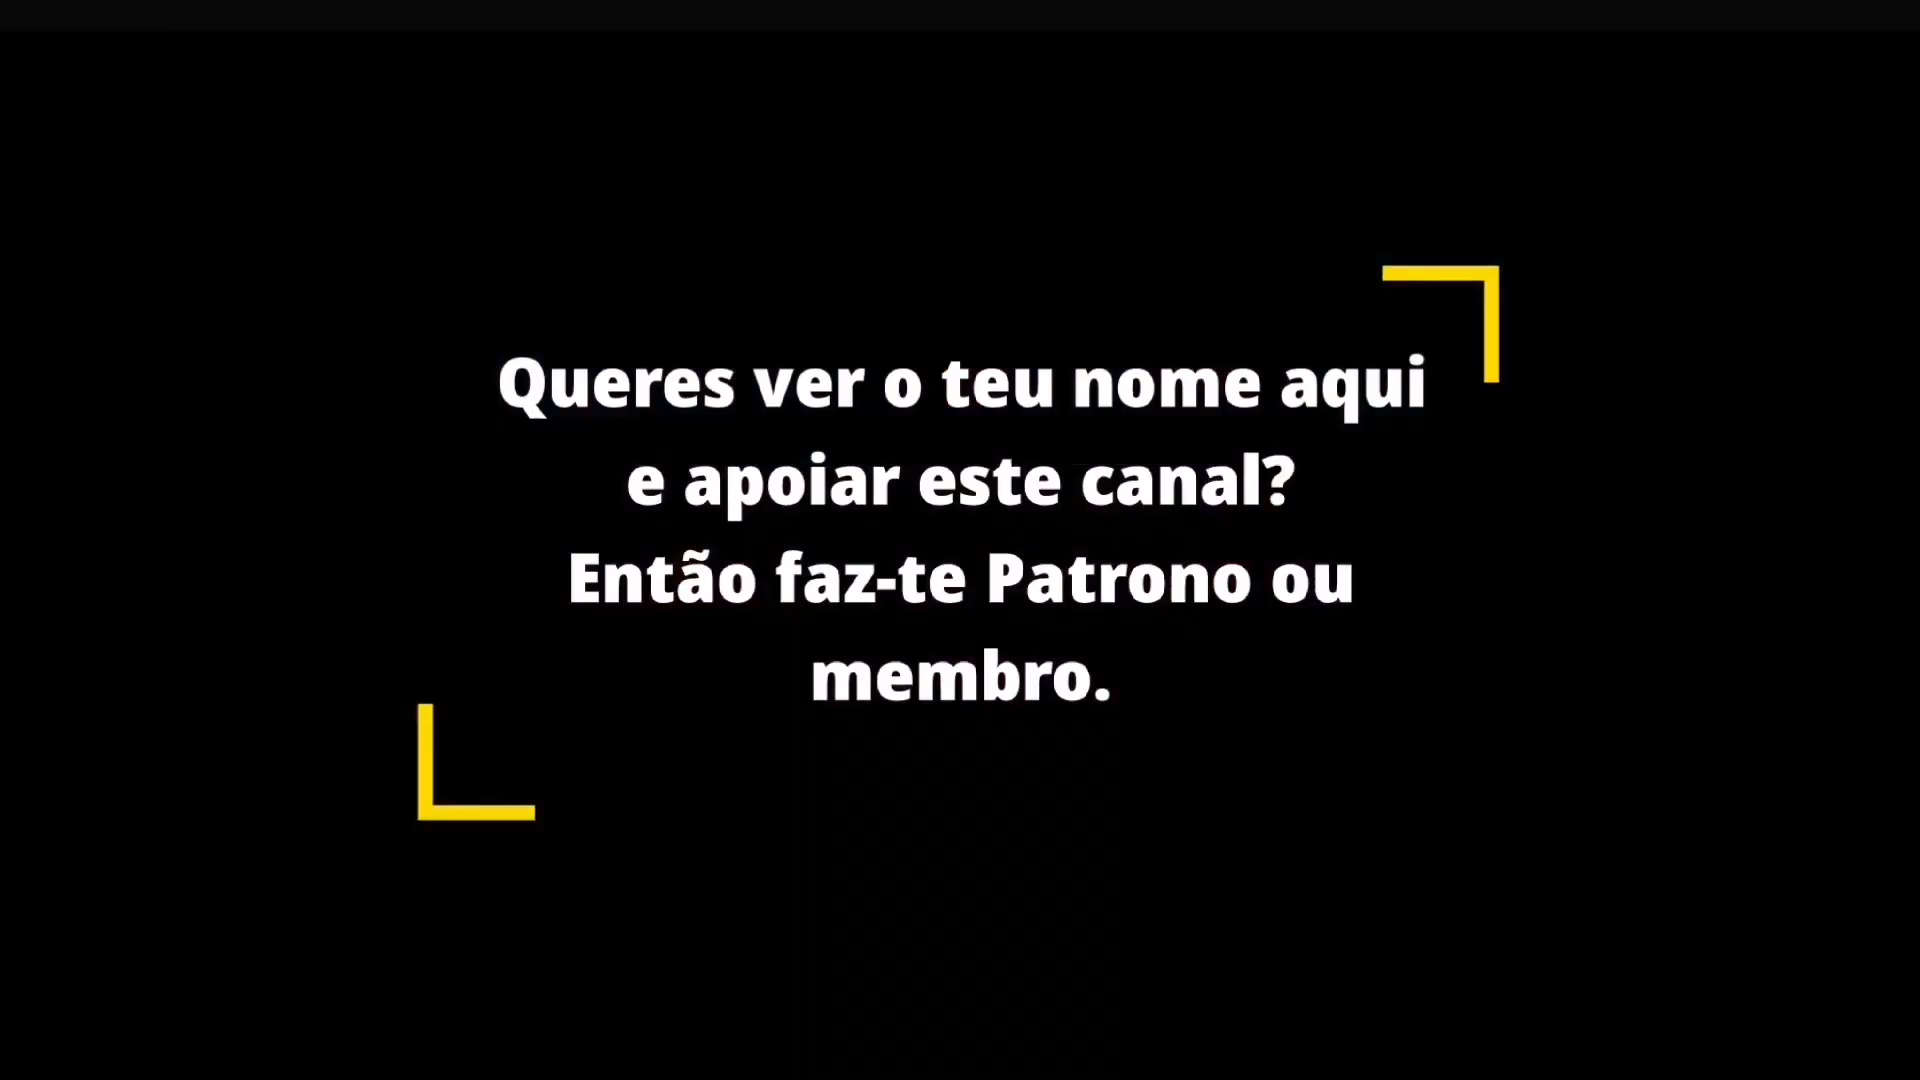 Queres ver o teu nome aqui
e apoiar este canal?
Então faz-te Patrono ou
membro.